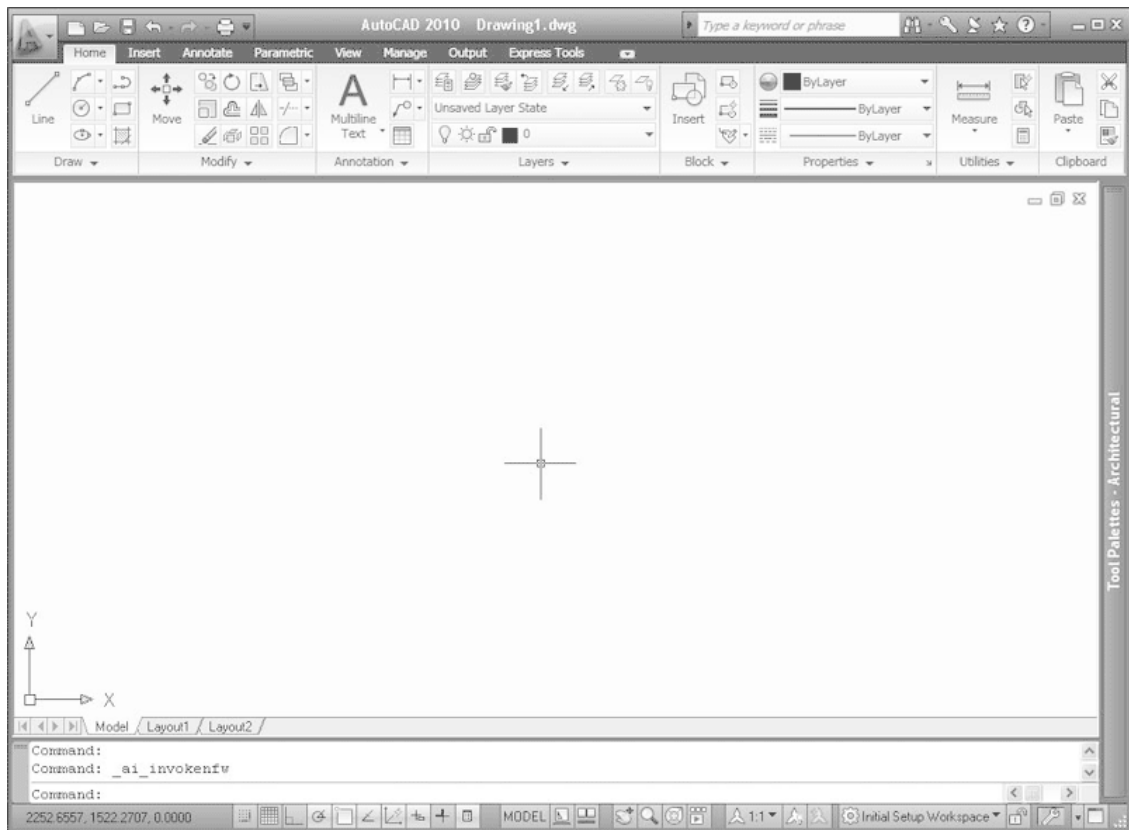 AutoCAD 2010 Drawing1.dwg Type a keyword or phrase
Home Insert Annotate Parametric View Manage Output Express Tools
Line
Move
A
Multiline
Text
Unsaved Layer State
0
Insert
ByLayer
ByLayer
ByLayer
Measure
Paste
Draw Modify Annotation Layers Block Properties Utilities Clipboard
Tool Palettes - Architectural
Y
X
Model Layout1 Layout2
Command:
Command: _ai_invokenfw
Command:
2252.6557, 1522.2707, 0.0000 MODEL 1:1 Initial Setup Workspace